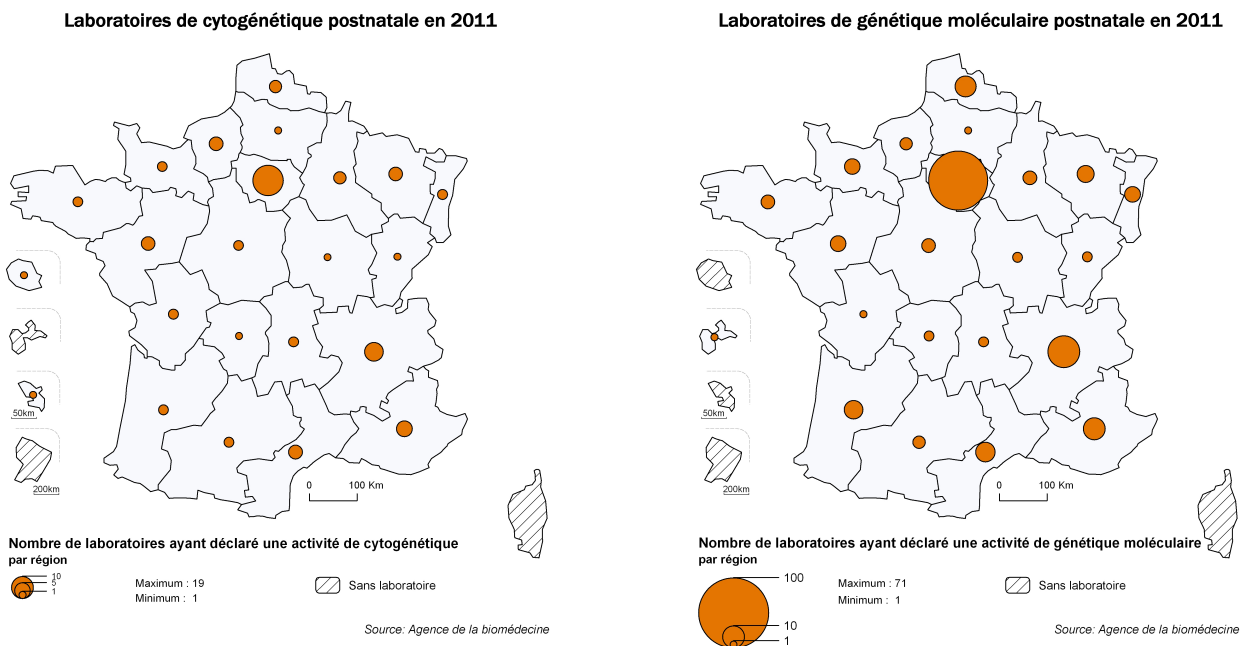 Laboratoires de cytogénétique postnatale en 2011
50km
200km
0 100 Km
Nombre de laboratoires ayant déclaré une activité de cytogénétique
par région
10
5
1
Maximum : 19
Minimum : 1
Sans laboratoire
Source: Agence de la biomédecine
Laboratoires de génétique moléculaire postnatale en 2011
50km
200km
0 100 Km
Nombre de laboratoires ayant déclaré une activité de génétique moléculaire
par région
100
10
1
Maximum : 71
Minimum : 1
Sans laboratoire
Source: Agence de la biomédecine